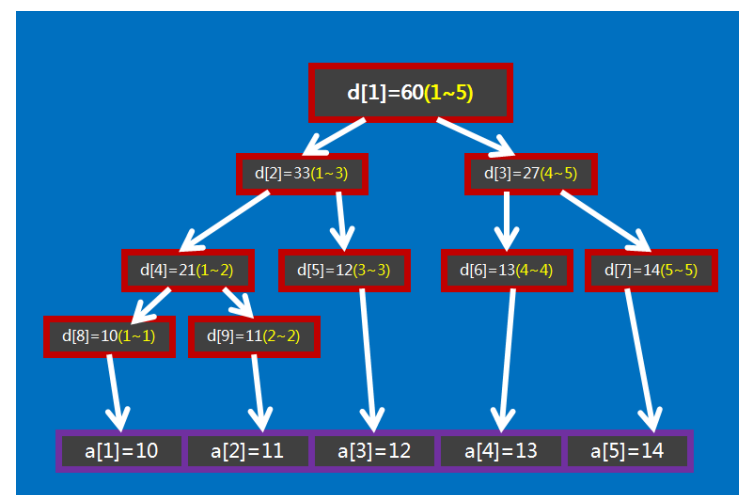 d[1]=60(1~5)
d[2]=33(1~3)
d[3]=27(4~5)
d[4]=21(1~2)
d[5]=12(3~3)
d[6]=13(4~4)
d[7]=14(5~5)
d[8]=10(1~1)
d[9]=11(2~2)
a[1]=10
a[2]=11
a[3]=12
a[4]=13
a[5]=14